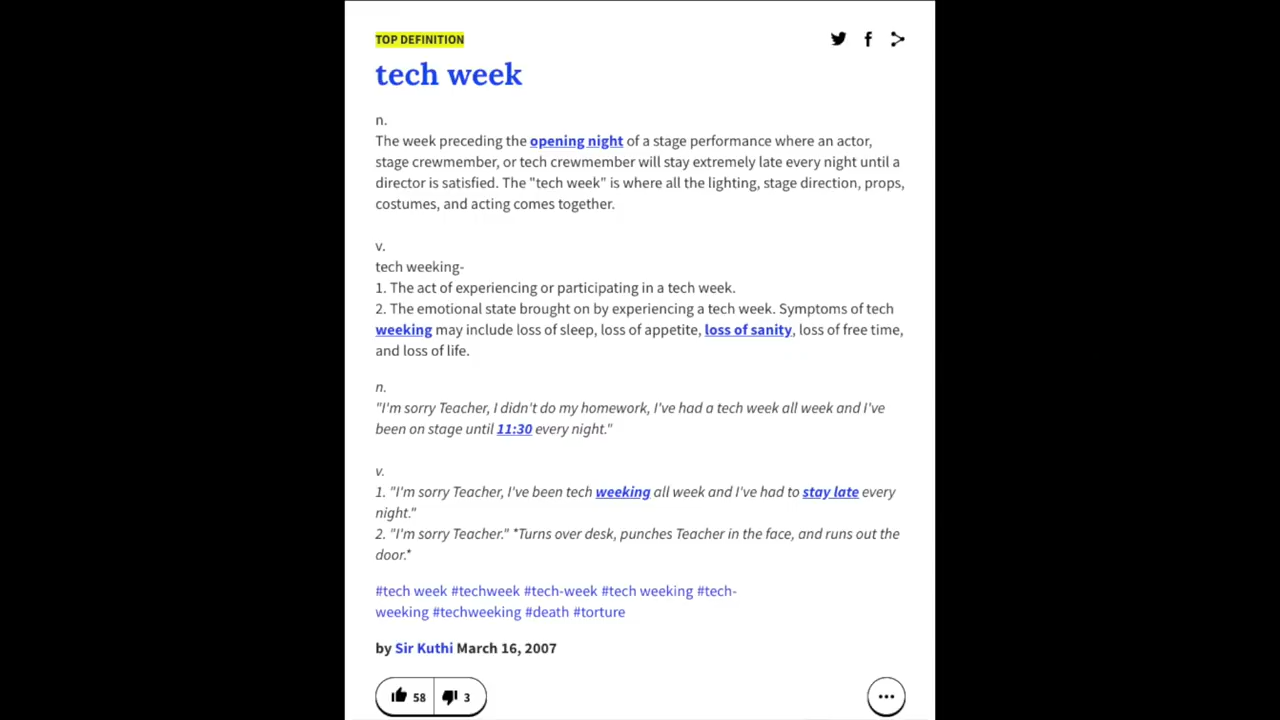 TOP DEFINITION
tech week
n.
The week preceding the opening night of a stage performance where an actor,
stage crewmember, or tech crewmember will stay extremely late every night until a
director is satisfied. The "tech week" is where all the lighting, stage direction, props,
costumes, and acting comes together.
v.
tech weeking-
1. The act of experiencing or participating in a tech week.
2. The emotional state brought on by experiencing a tech week. Symptoms of tech
weeking may include loss of sleep, loss of appetite, loss of sanity, loss of free time,
and loss of life.
n.
"I'm sorry Teacher, I didn't do my homework, I've had a tech week all week and I've
been on stage until 11:30 every night."
v.
1. "I'm sorry Teacher, I've been tech weeking all week and I've had to stay late every
night."
2. "I'm sorry Teacher." *Turns over desk, punches Teacher in the face, and runs out the
door.*
#tech week #techweek #tech-week #tech weeking #tech-
weeking #techweeking #death #torture
by Sir Kuthi March 16, 2007
58 3